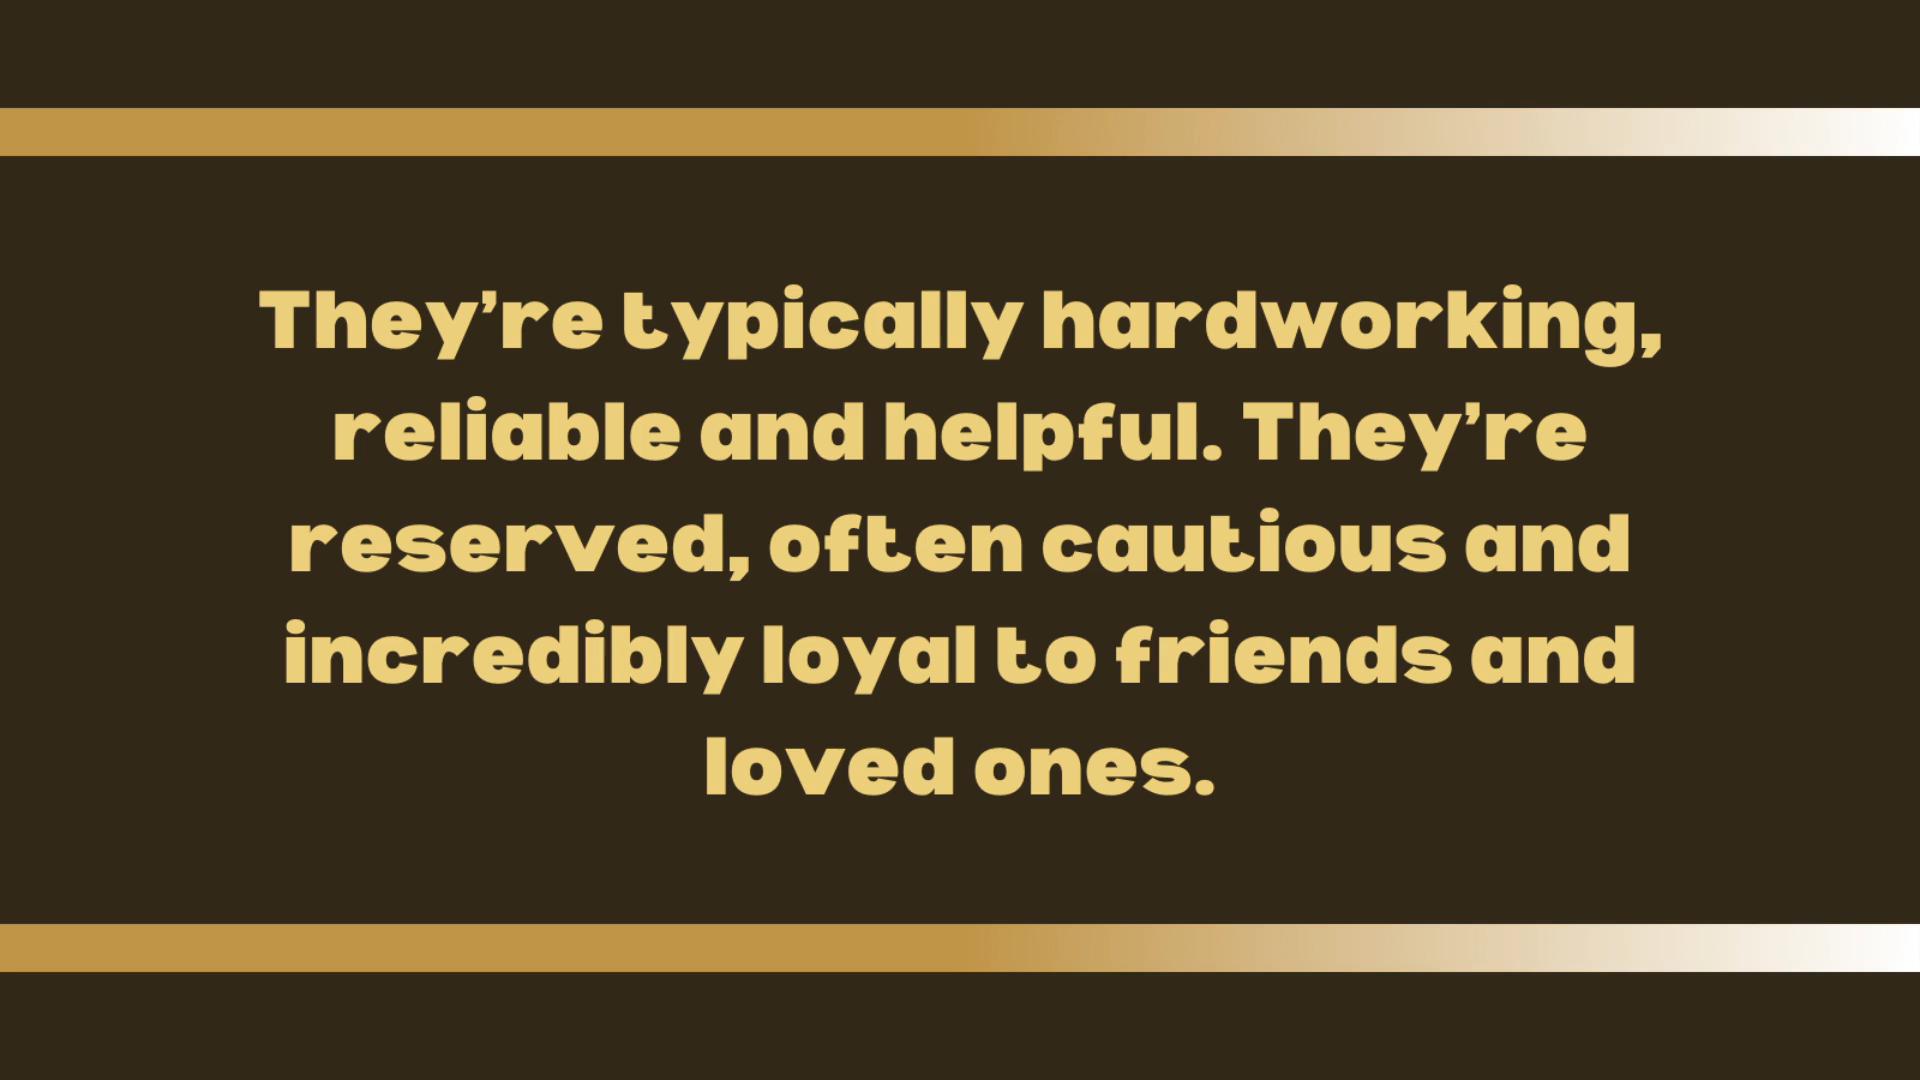 They’re typically hardworking,
reliable and helpful. They’re
reserved, often cautious and
incredibly loyal to friends and
loved ones.